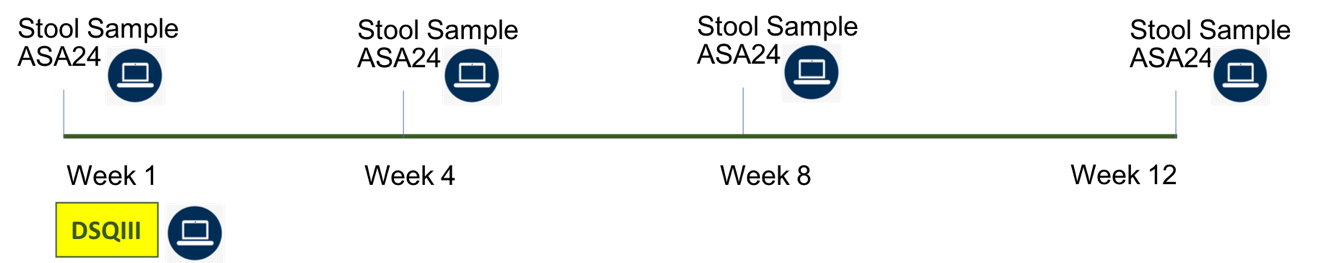 Stool Sample
ASA24
Stool Sample
ASA24
Stool Sample
ASA24
Stool Sample
ASA24
Week 1
Week 4
Week 8
Week 12
DSQIII